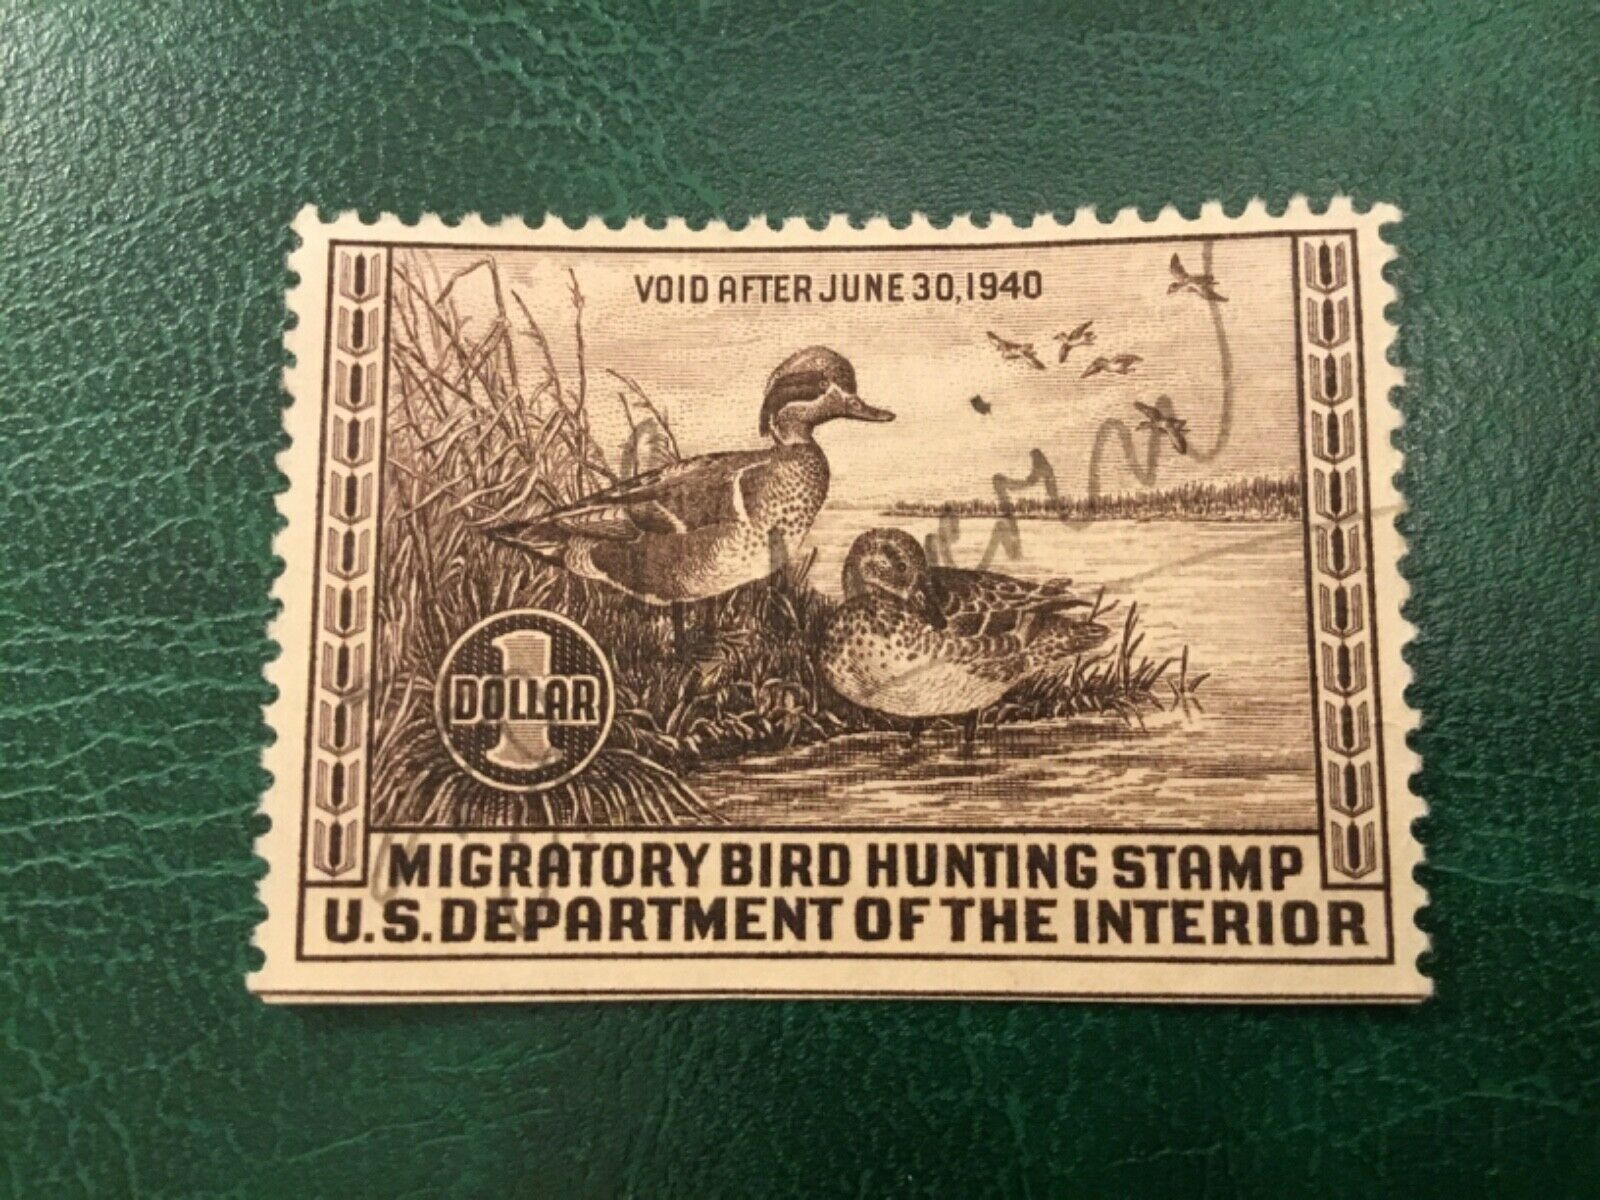 VOID AFTER JUNE 30, 1940
1
DOLLAR
MIGRATORY BIRD HUNTING STAMP
U.S. DEPARTMENT OF THE INTERIOR